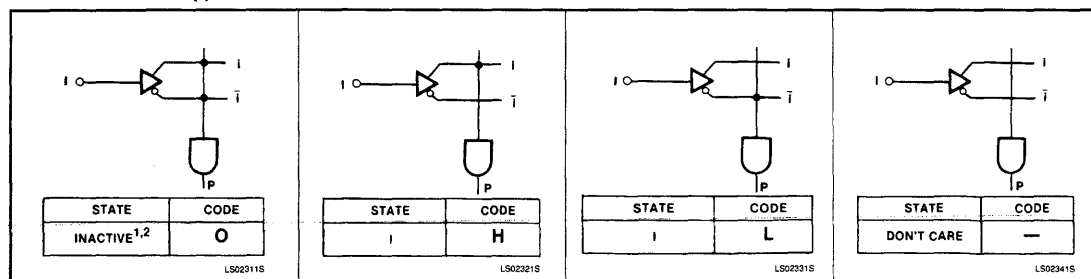 I
I
Ī
P
STATE CODE
INACTIVE1,2 O
LS02311S
I
I
Ī
P
STATE CODE
I H
LS02321S
I
I
Ī
P
STATE CODE
I L
LS02331S
I
I
Ī
P
STATE CODE
DON'T CARE —
LS02341S